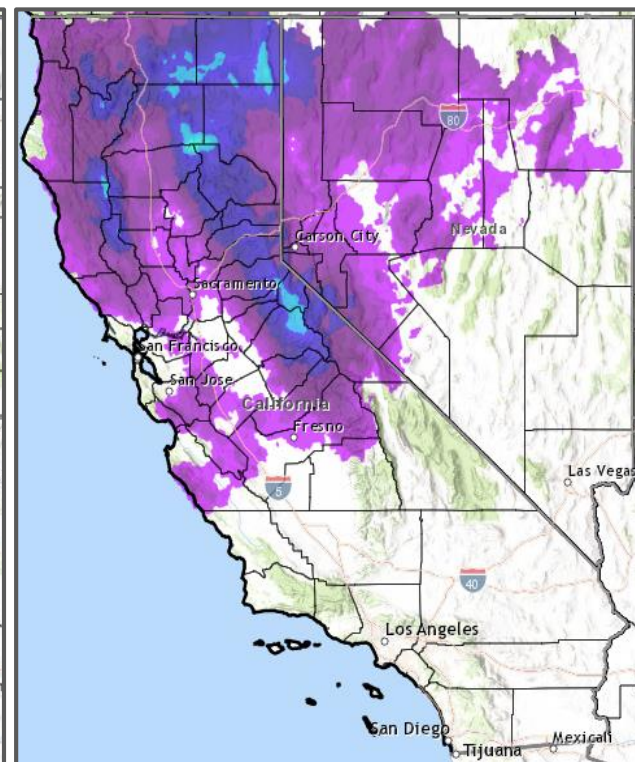 80
Carson City
Nevada
Sacramento
San Francisco
San Jose
California
Fresno
5
Las Vegas
40
Los Angeles
San Diego
Tijuana
Mexicali